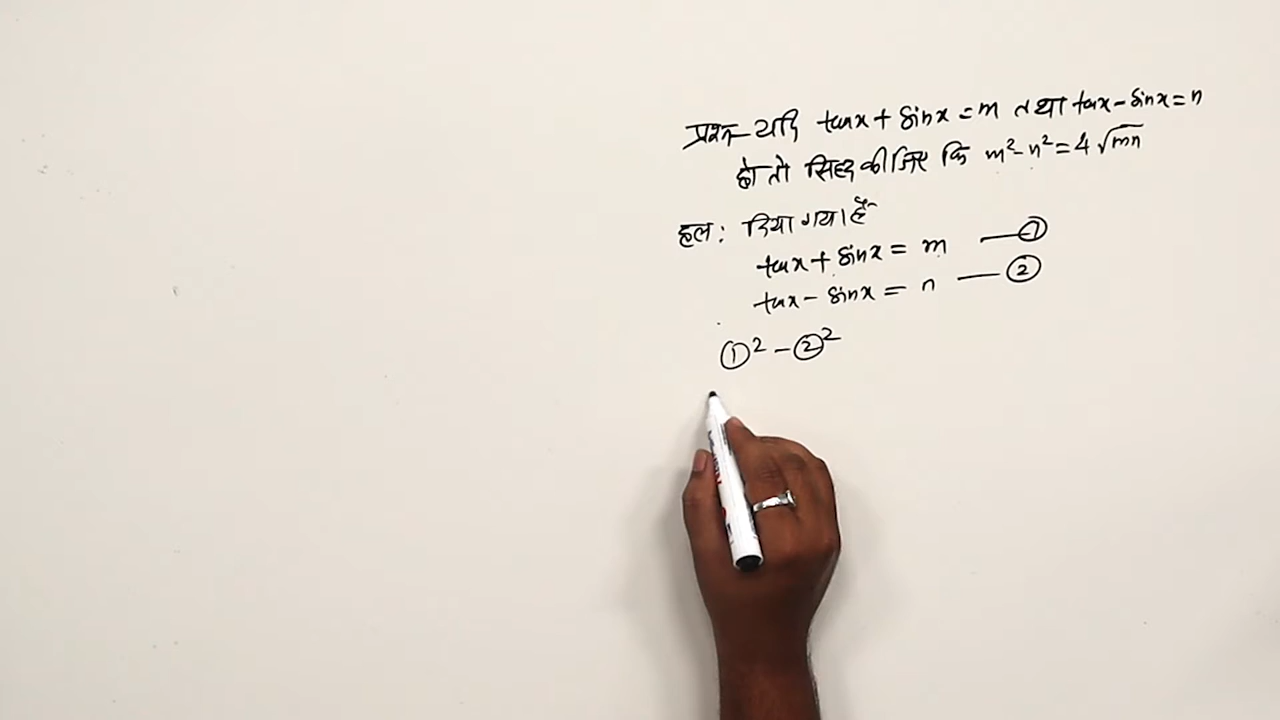 प्रश्न- यदि tanx + sinx = m तथा tanx - sinx = n
हो तो सिद्ध कीजिए कि m² - n² = 4√mn
हल: दिया गया है
tanx + sinx = m — ①
tanx - sinx = n — ②
①² - ②²